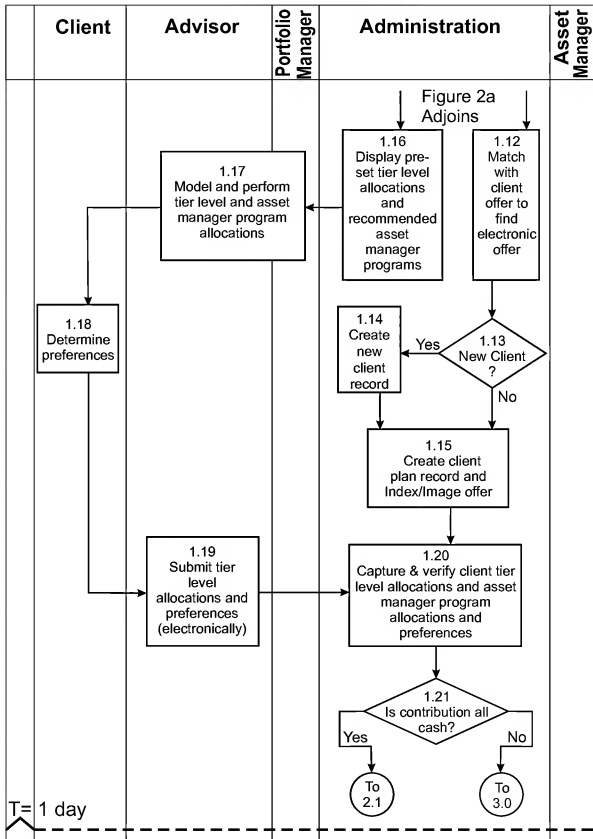 Client
Advisor
Portfolio
Manager
Administration
Asset
Manager
Figure 2a
Adjoins
1.16
Display pre-
set tier level
allocations
and
recommended
asset
manager
programs
1.12
Match
with
client
offer to
find
electronic
offer
1.17
Model and perform
tier level and asset
manager program
allocations
1.18
Determine
preferences
1.14
Create
new
client
record
Yes
1.13
New Client
?
No
1.15
Create client
plan record and
Index/Image offer
1.19
Submit tier
level
allocations and
preferences
(electronically)
1.20
Capture & verify client tier
level allocations and asset
manager program
allocations and
preferences
1.21
Is contribution all
cash?
Yes
No
To
2.1
To
3.0
T= 1 day